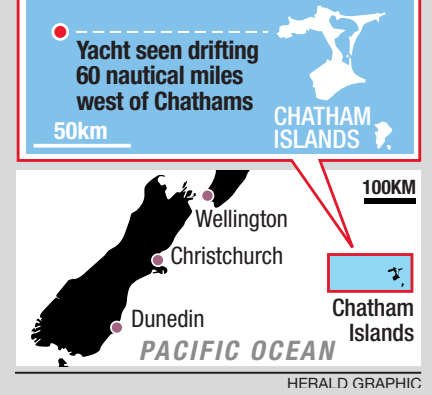 Yacht seen drifting
60 nautical miles
west of Chathams
50km
CHATHAM
ISLANDS
100KM
Wellington
Christchurch
Dunedin
Chatham
Islands
PACIFIC OCEAN
HERALD GRAPHIC